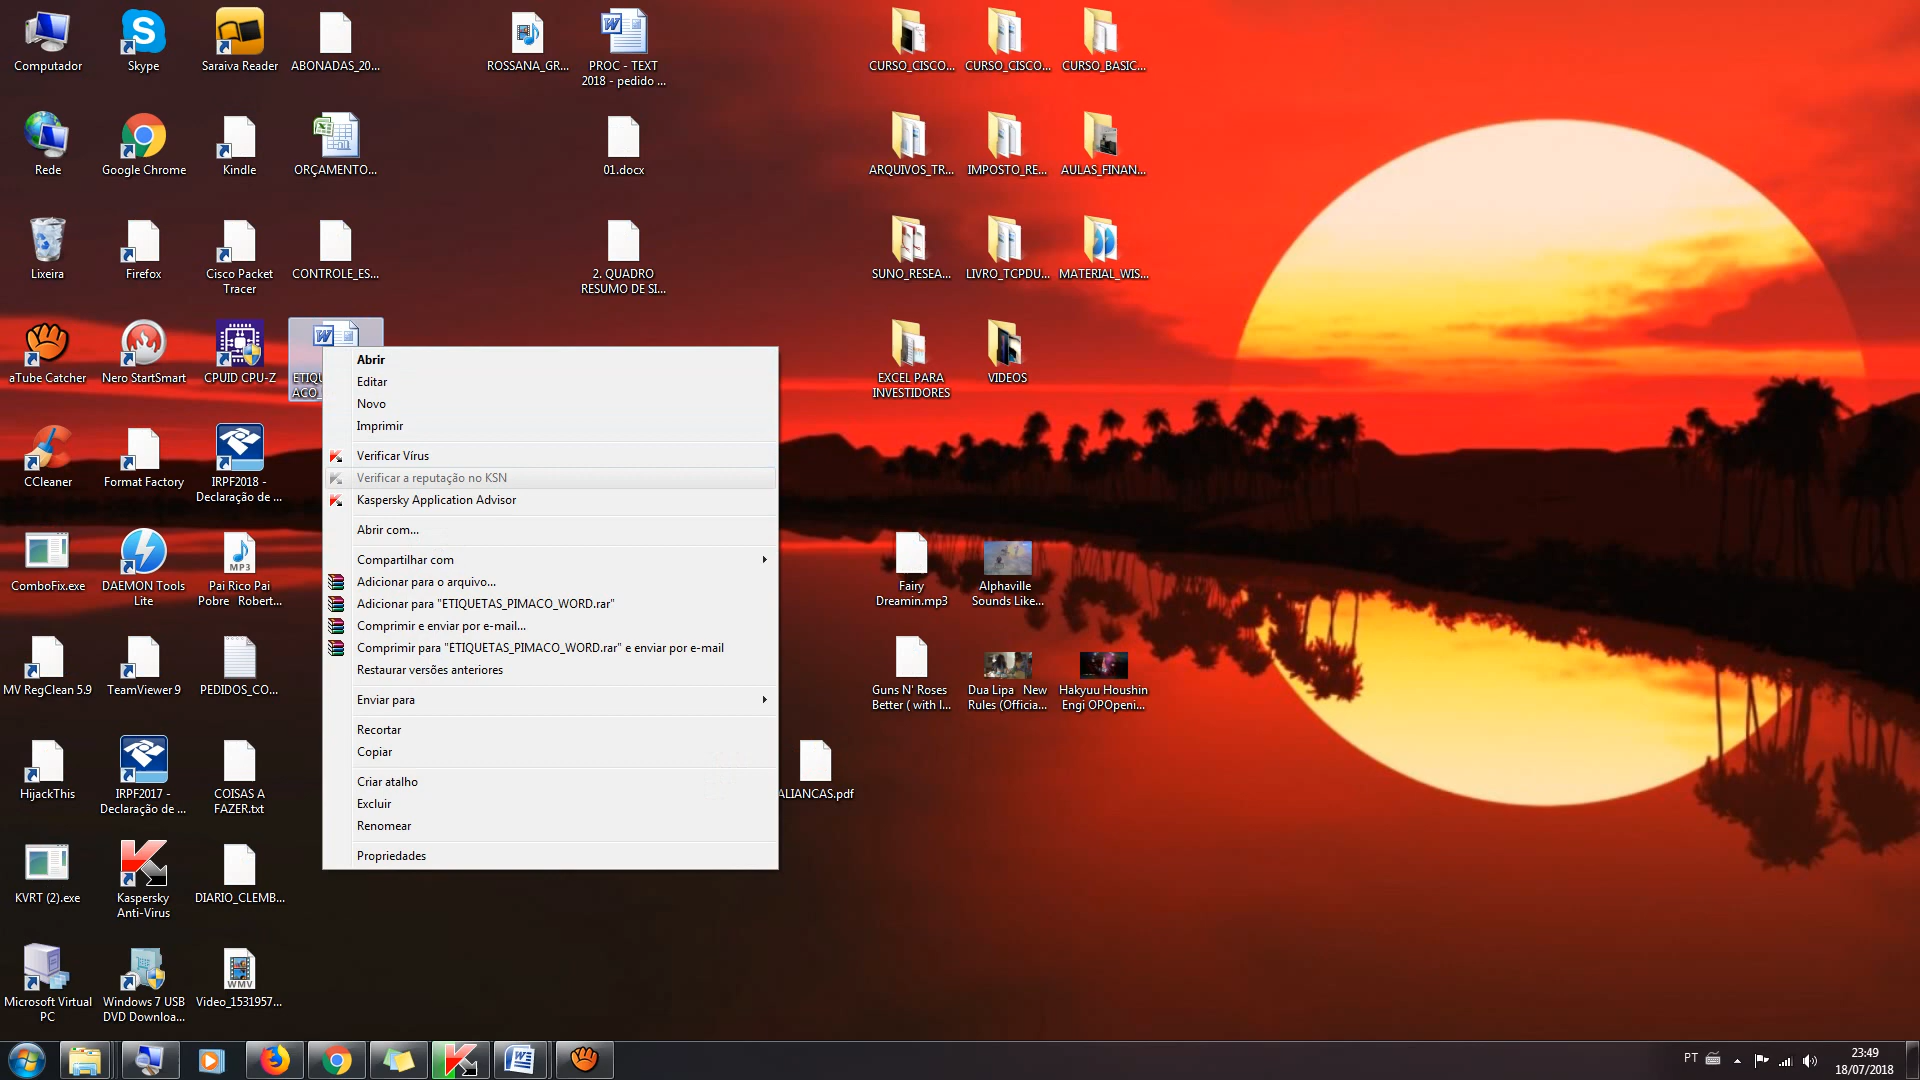 Computador
Skype
Saraiva Reader
ABONADAS_20...
ROSSANA_GR...
PROC - TEXT
2018 - pedido ...
CURSO_CISCO...
CURSO_CISCO...
CURSO_BASIC...
Rede
Google Chrome
Kindle
ORÇAMENTO...
01.docx
ARQUIVOS_TR...
IMPOSTO_RE...
AULAS_FINAN...
Lixeira
Firefox
Cisco Packet
Tracer
CONTROLE_ES...
2. QUADRO
RESUMO DE SI...
SUNO_RESEA...
LIVRO_TCPDU...
MATERIAL_WIS...
aTube Catcher
Nero StartSmart
CPUID CPU-Z
ETIQU
ACO_
EXCEL PARA
INVESTIDORES
VIDEOS
Abrir
Editar
Novo
Imprimir
Verificar Vírus
Verificar a reputação no KSN
Kaspersky Application Advisor
Abrir com...
Compartilhar com
Adicionar para o arquivo...
Adicionar para "ETIQUETAS_PIMACO_WORD.rar"
Comprimir e enviar por e-mail...
Comprimir para "ETIQUETAS_PIMACO_WORD.rar" e enviar por e-mail
Restaurar versões anteriores
Enviar para
Recortar
Copiar
Criar atalho
Excluir
Renomear
Propriedades
CCleaner
Format Factory
IRPF2018 -
Declaração de ...
ComboFix.exe
DAEMON Tools
Lite
MP3
Pai Rico Pai
Pobre Robert...
Fairy
Dreamin.mp3
Alphaville
Sounds Like...
MV RegClean 5.9
TeamViewer 9
PEDIDOS_CO...
Guns N' Roses
Better ( with l...
Dua Lipa New
Rules (Officia...
Hakyuu Houshin
Engi OPOpeni...
HijackThis
IRPF2017 -
Declaração de ...
COISAS A
FAZER.txt
ALIANCAS.pdf
KVRT (2).exe
Kaspersky
Anti-Virus
DIARIO_CLEMB...
Microsoft Virtual
PC
Windows 7 USB
DVD Downloa...
WMV
Video_1531957...
PT
23:49
18/07/2018